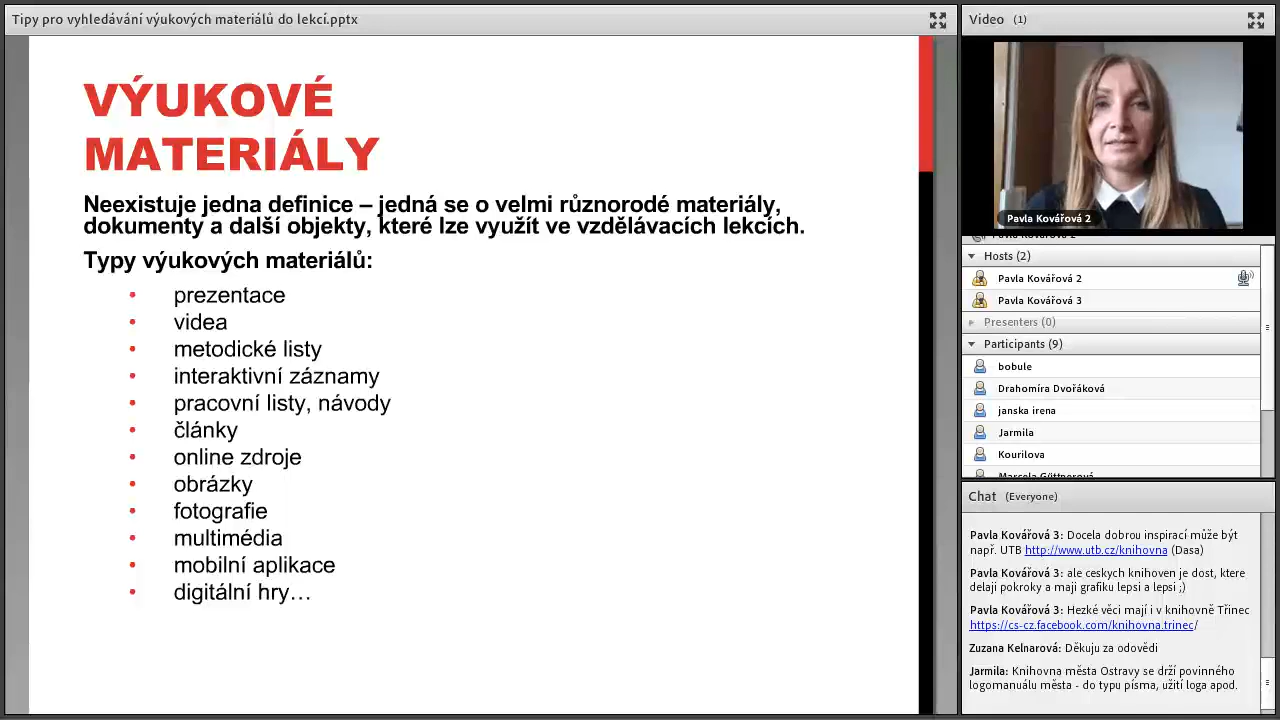 Tipy pro vyhledávání výukových materiálů do lekcí.pptx
VÝUKOVÉ
MATERIÁLY
Neexistuje jedna definice – jedná se o velmi různorodé materiály,
dokumenty a další objekty, které lze využít ve vzdělávacích lekcích.
Typy výukových materiálů:
• prezentace
• videa
• metodické listy
• interaktivní záznamy
• pracovní listy, návody
• články
• online zdroje
• obrázky
• fotografie
• multimédia
• mobilní aplikace
• digitální hry…
Video (1)
Pavla Kovářová 2
Pavla Kovářová 2
Hosts (2)
Pavla Kovářová 2
Pavla Kovářová 3
Presenters (0)
Participants (9)
bobule
Drahomíra Dvořáková
janska irena
Jarmila
Kourilova
Marcela Güttnerová
Chat (Everyone)
Pavla Kovářová 3: Docela dobrou inspirací může být
např. UTB http://www.utb.cz/knihovna (Dasa)
Pavla Kovářová 3: ale ceskych knihoven je dost, ktere
delaji pokroky a maji grafiku lepsi a lepsi ;)
Pavla Kovářová 3: Hezké věci mají i v knihovně Třinec
https://cs-cz.facebook.com/knihovna.trinec/
Zuzana Kelnarová: Děkuju za odovědi
Jarmila: Knihovna města Ostravy se drží povinného
logomanuálu města - do typu písma, užití loga apod.